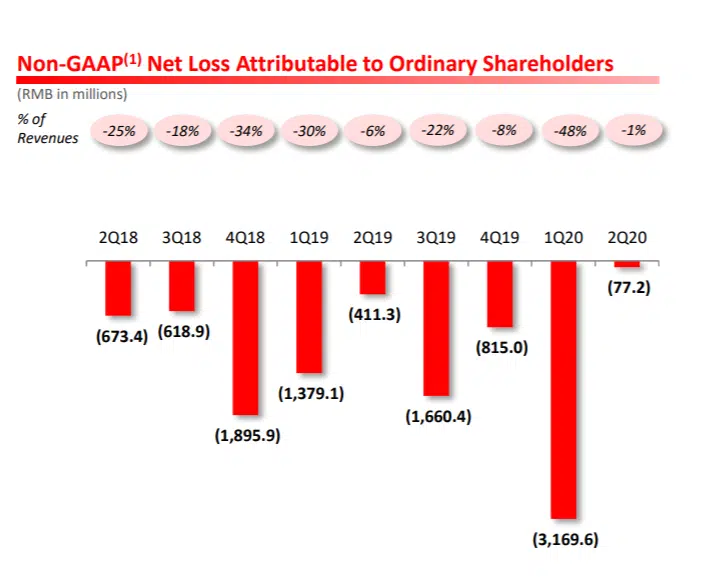 Non-GAAP(1) Net Loss Attributable to Ordinary Shareholders
(RMB in millions)
% of
Revenues
-25% -18% -34% -30% -6% -22% -8% -48% -1%
2Q18 3Q18 4Q18 1Q19 2Q19 3Q19 4Q19 1Q20 2Q20
(673.4) (618.9) (1,895.9) (1,379.1) (411.3) (1,660.4) (815.0) (3,169.6) (77.2)